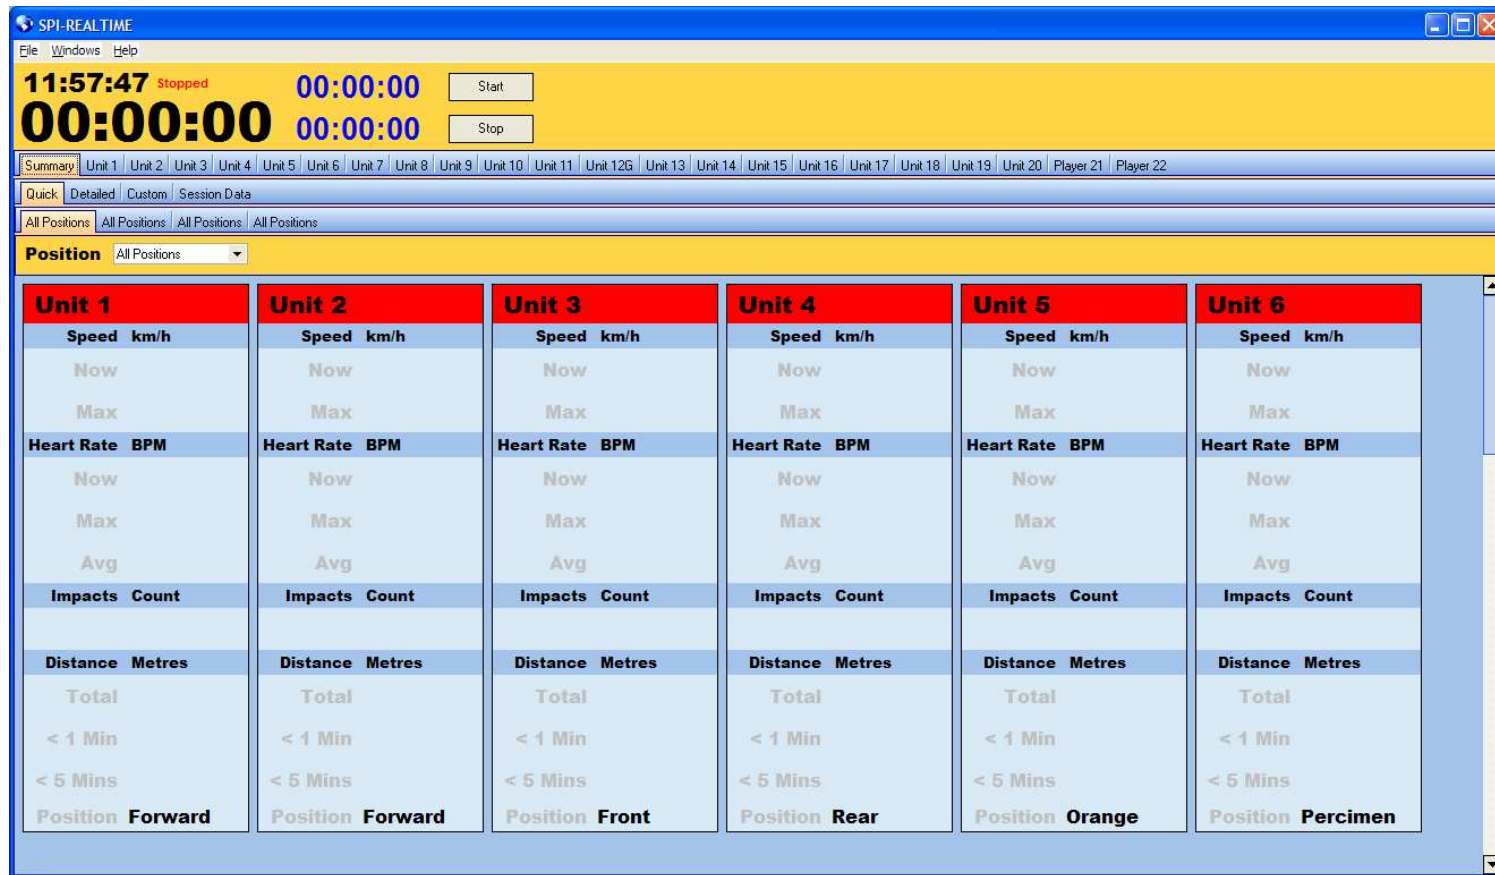 SPI-REALTIME
File Windows Help
11:57:47 Stopped 00:00:00 Start
00:00:00 00:00:00 Stop
Summary Unit 1 Unit 2 Unit 3 Unit 4 Unit 5 Unit 6 Unit 7 Unit 8 Unit 9 Unit 10 Unit 11 Unit 12G Unit 13 Unit 14 Unit 15 Unit 16 Unit 17 Unit 18 Unit 19 Unit 20 Player 21 Player 22
Quick Detailed Custom Session Data
All Positions All Positions All Positions All Positions
Position All Positions
Unit 1 Unit 2 Unit 3 Unit 4 Unit 5 Unit 6
Speed km/h Speed km/h Speed km/h Speed km/h Speed km/h Speed km/h
Now Now Now Now Now Now
Max Max Max Max Max Max
Heart Rate BPM Heart Rate BPM Heart Rate BPM Heart Rate BPM Heart Rate BPM Heart Rate BPM
Now Now Now Now Now Now
Max Max Max Max Max Max
Avg Avg Avg Avg Avg Avg
Impacts Count Impacts Count Impacts Count Impacts Count Impacts Count Impacts Count
Distance Metres Distance Metres Distance Metres Distance Metres Distance Metres Distance Metres
Total Total Total Total Total Total
< 1 Min < 1 Min < 1 Min < 1 Min < 1 Min < 1 Min
< 5 Mins < 5 Mins < 5 Mins < 5 Mins < 5 Mins < 5 Mins
Position Forward Position Forward Position Front Position Rear Position Orange Position Percimen